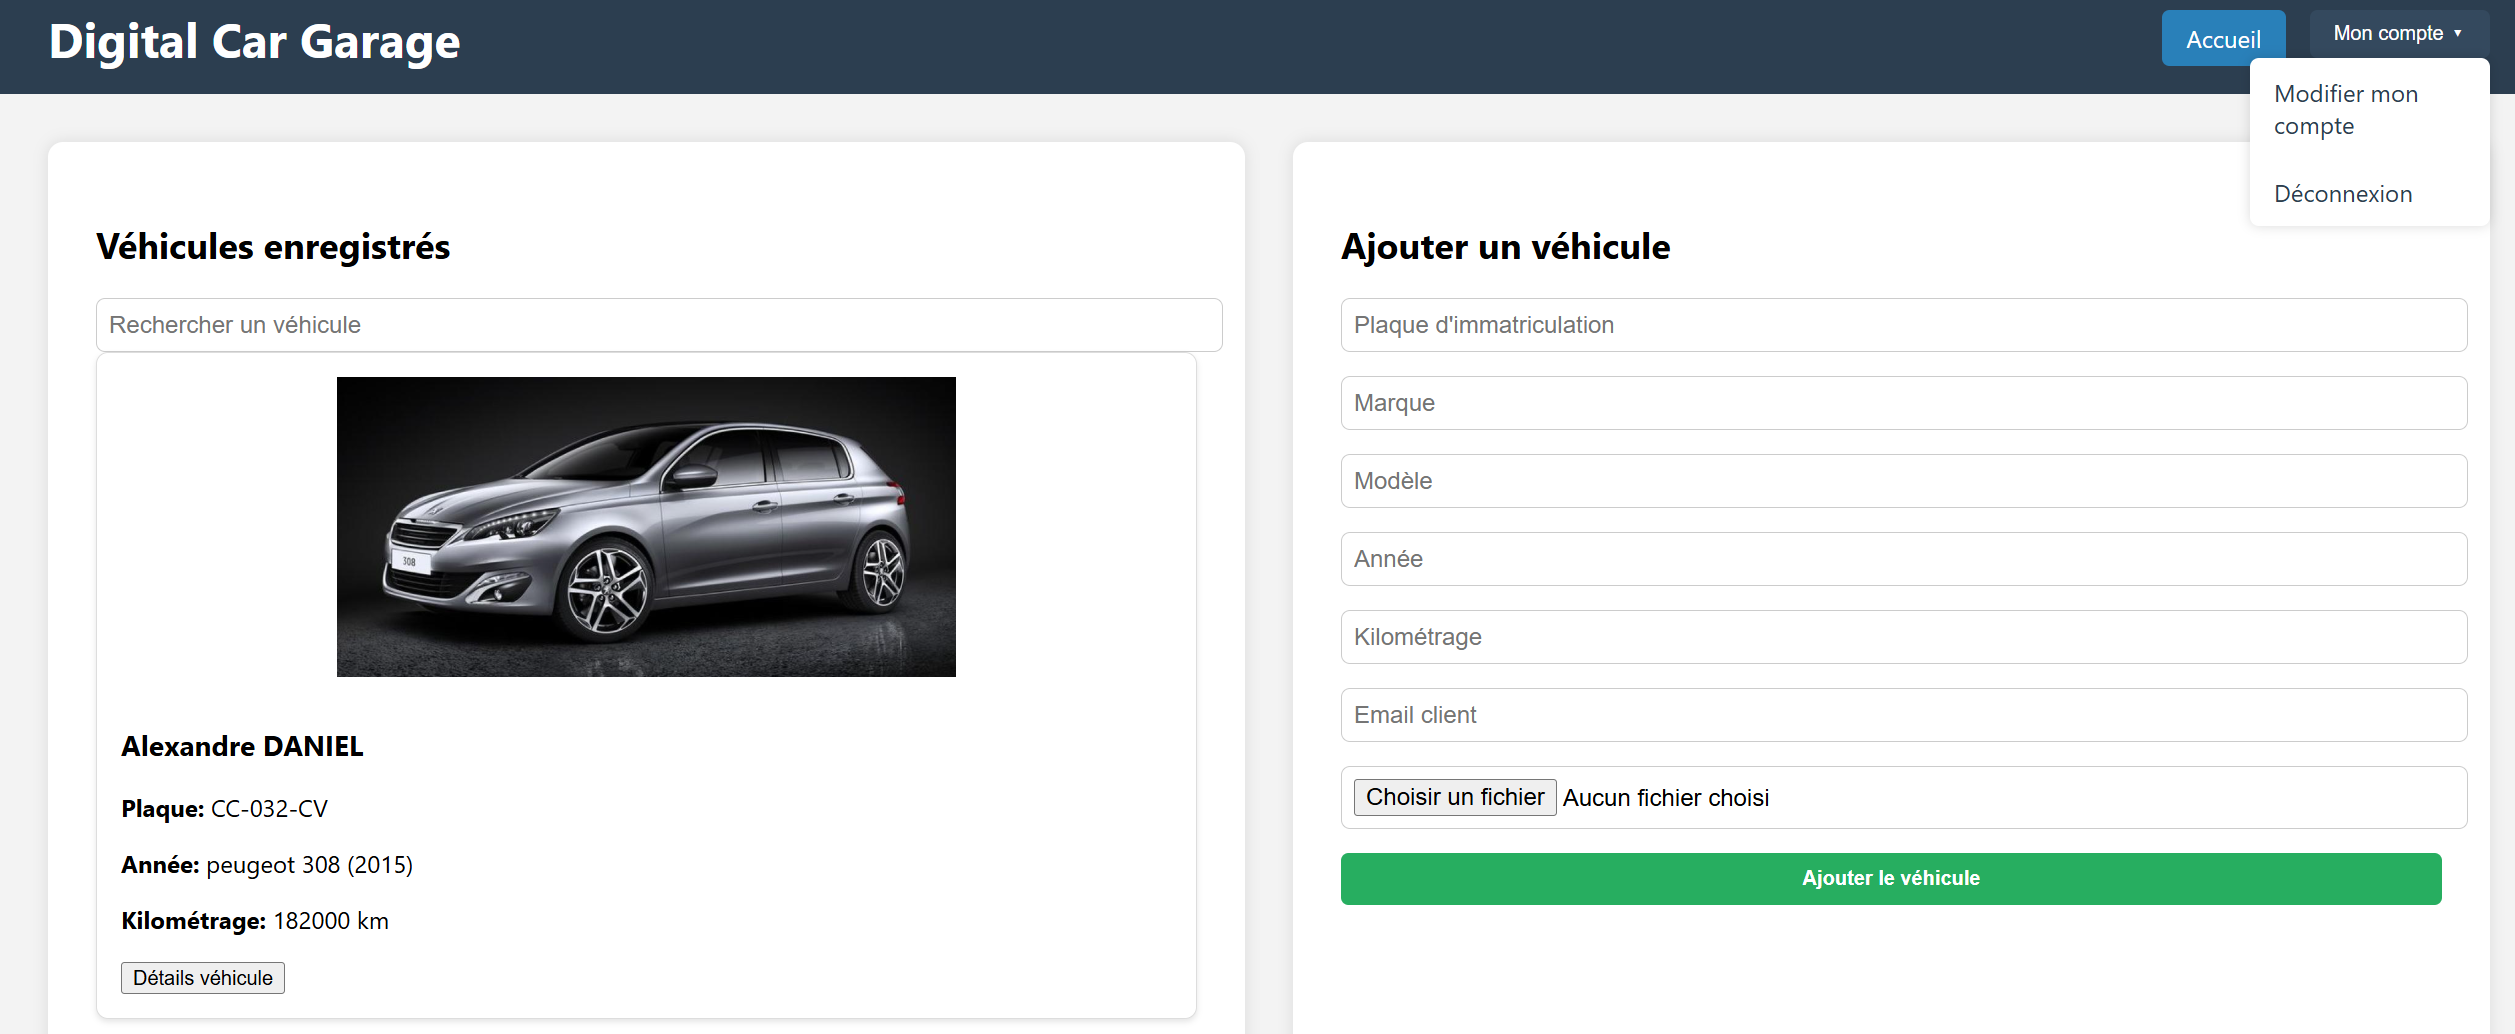 Digital Car Garage
Accueil
Mon compte ▼
Modifier mon
compte
Déconnexion
Véhicules enregistrés
Rechercher un véhicule
308
Alexandre DANIEL
Plaque: CC-032-CV
Année: peugeot 308 (2015)
Kilométrage: 182000 km
Détails véhicule
Ajouter un véhicule
Plaque d'immatriculation
Marque
Modèle
Année
Kilométrage
Email client
Choisir un fichier Aucun fichier choisi
Ajouter le véhicule